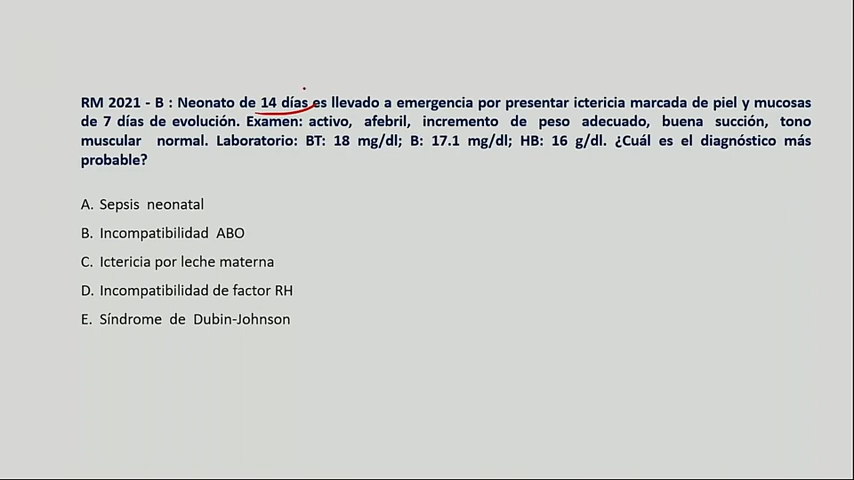 RM 2021 - B : Neonato de 14 días es llevado a emergencia por presentar ictericia marcada de piel y mucosas
de 7 días de evolución. Examen: activo, afebril, incremento de peso adecuado, buena succión, tono
muscular normal. Laboratorio: BT: 18 mg/dl; B: 17.1 mg/dl; HB: 16 g/dl. ¿Cuál es el diagnóstico más
probable?
A. Sepsis neonatal
B. Incompatibilidad ABO
C. Ictericia por leche materna
D. Incompatibilidad de factor RH
E. Síndrome de Dubin-Johnson